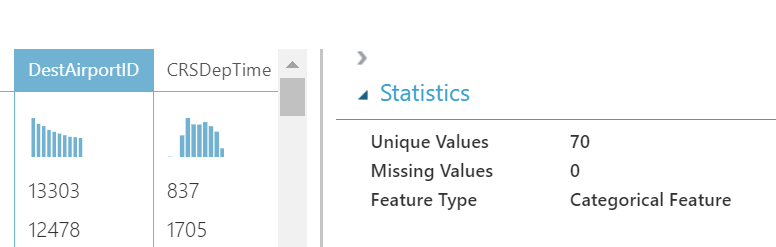 DestAirportID CRSDepTime
13303 837
12478 1705
Statistics
Unique Values 70
Missing Values 0
Feature Type Categorical Feature